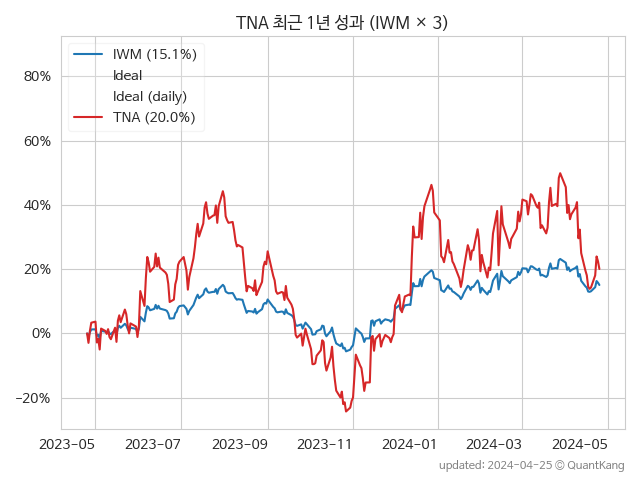 TNA 최근 1년 성과 (IWM × 3)
IWM (15.1%)
Ideal
Ideal (daily)
TNA (20.0%)
80%
60%
40%
20%
0%
−20%
2023-05 2023-07 2023-09 2023-11 2024-01 2024-03 2024-05
updated: 2024-04-25 © QuantKang